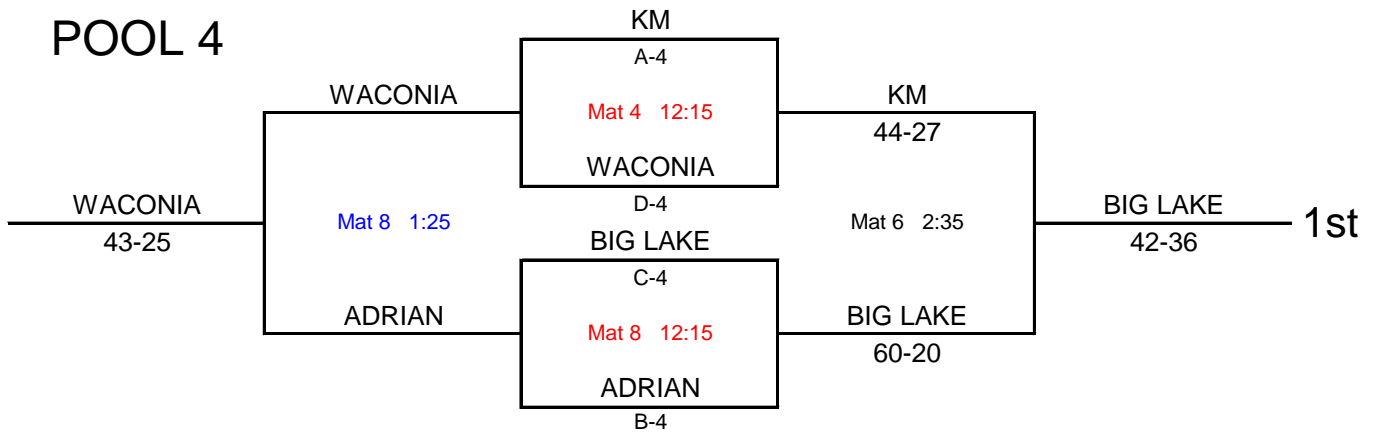 POOL 4
KM
A-4
WACONIA
Mat 4 12:15
KM
44-27
WACONIA
D-4
WACONIA
43-25
Mat 8 1:25
Mat 6 2:35
BIG LAKE
42-36
1st
BIG LAKE
C-4
ADRIAN
Mat 8 12:15
BIG LAKE
60-20
ADRIAN
B-4